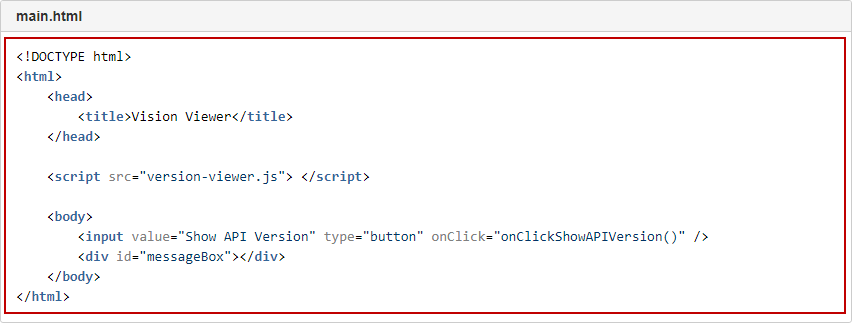 main.html
<!DOCTYPE html>
<html>
    <head>
        <title>Vision Viewer</title>
    </head>

    <script src="version-viewer.js"> </script>

    <body>
        <input value="Show API Version" type="button" onClick="onClickShowAPIVersion()" />
        <div id="messageBox"></div>
    </body>
</html>